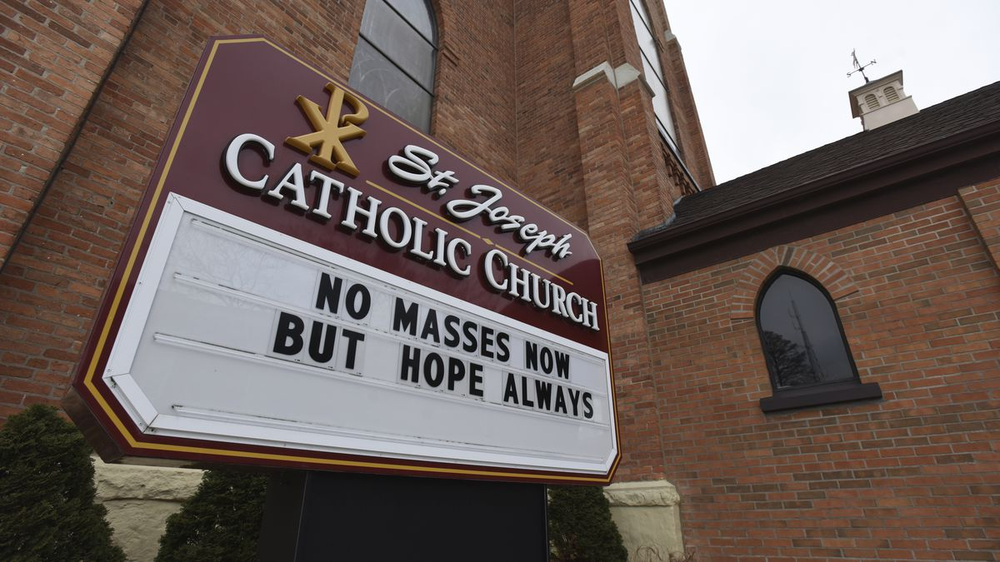 St. Joseph
CATHOLIC CHURCH
NO MASSES NOW
BUT HOPE ALWAYS